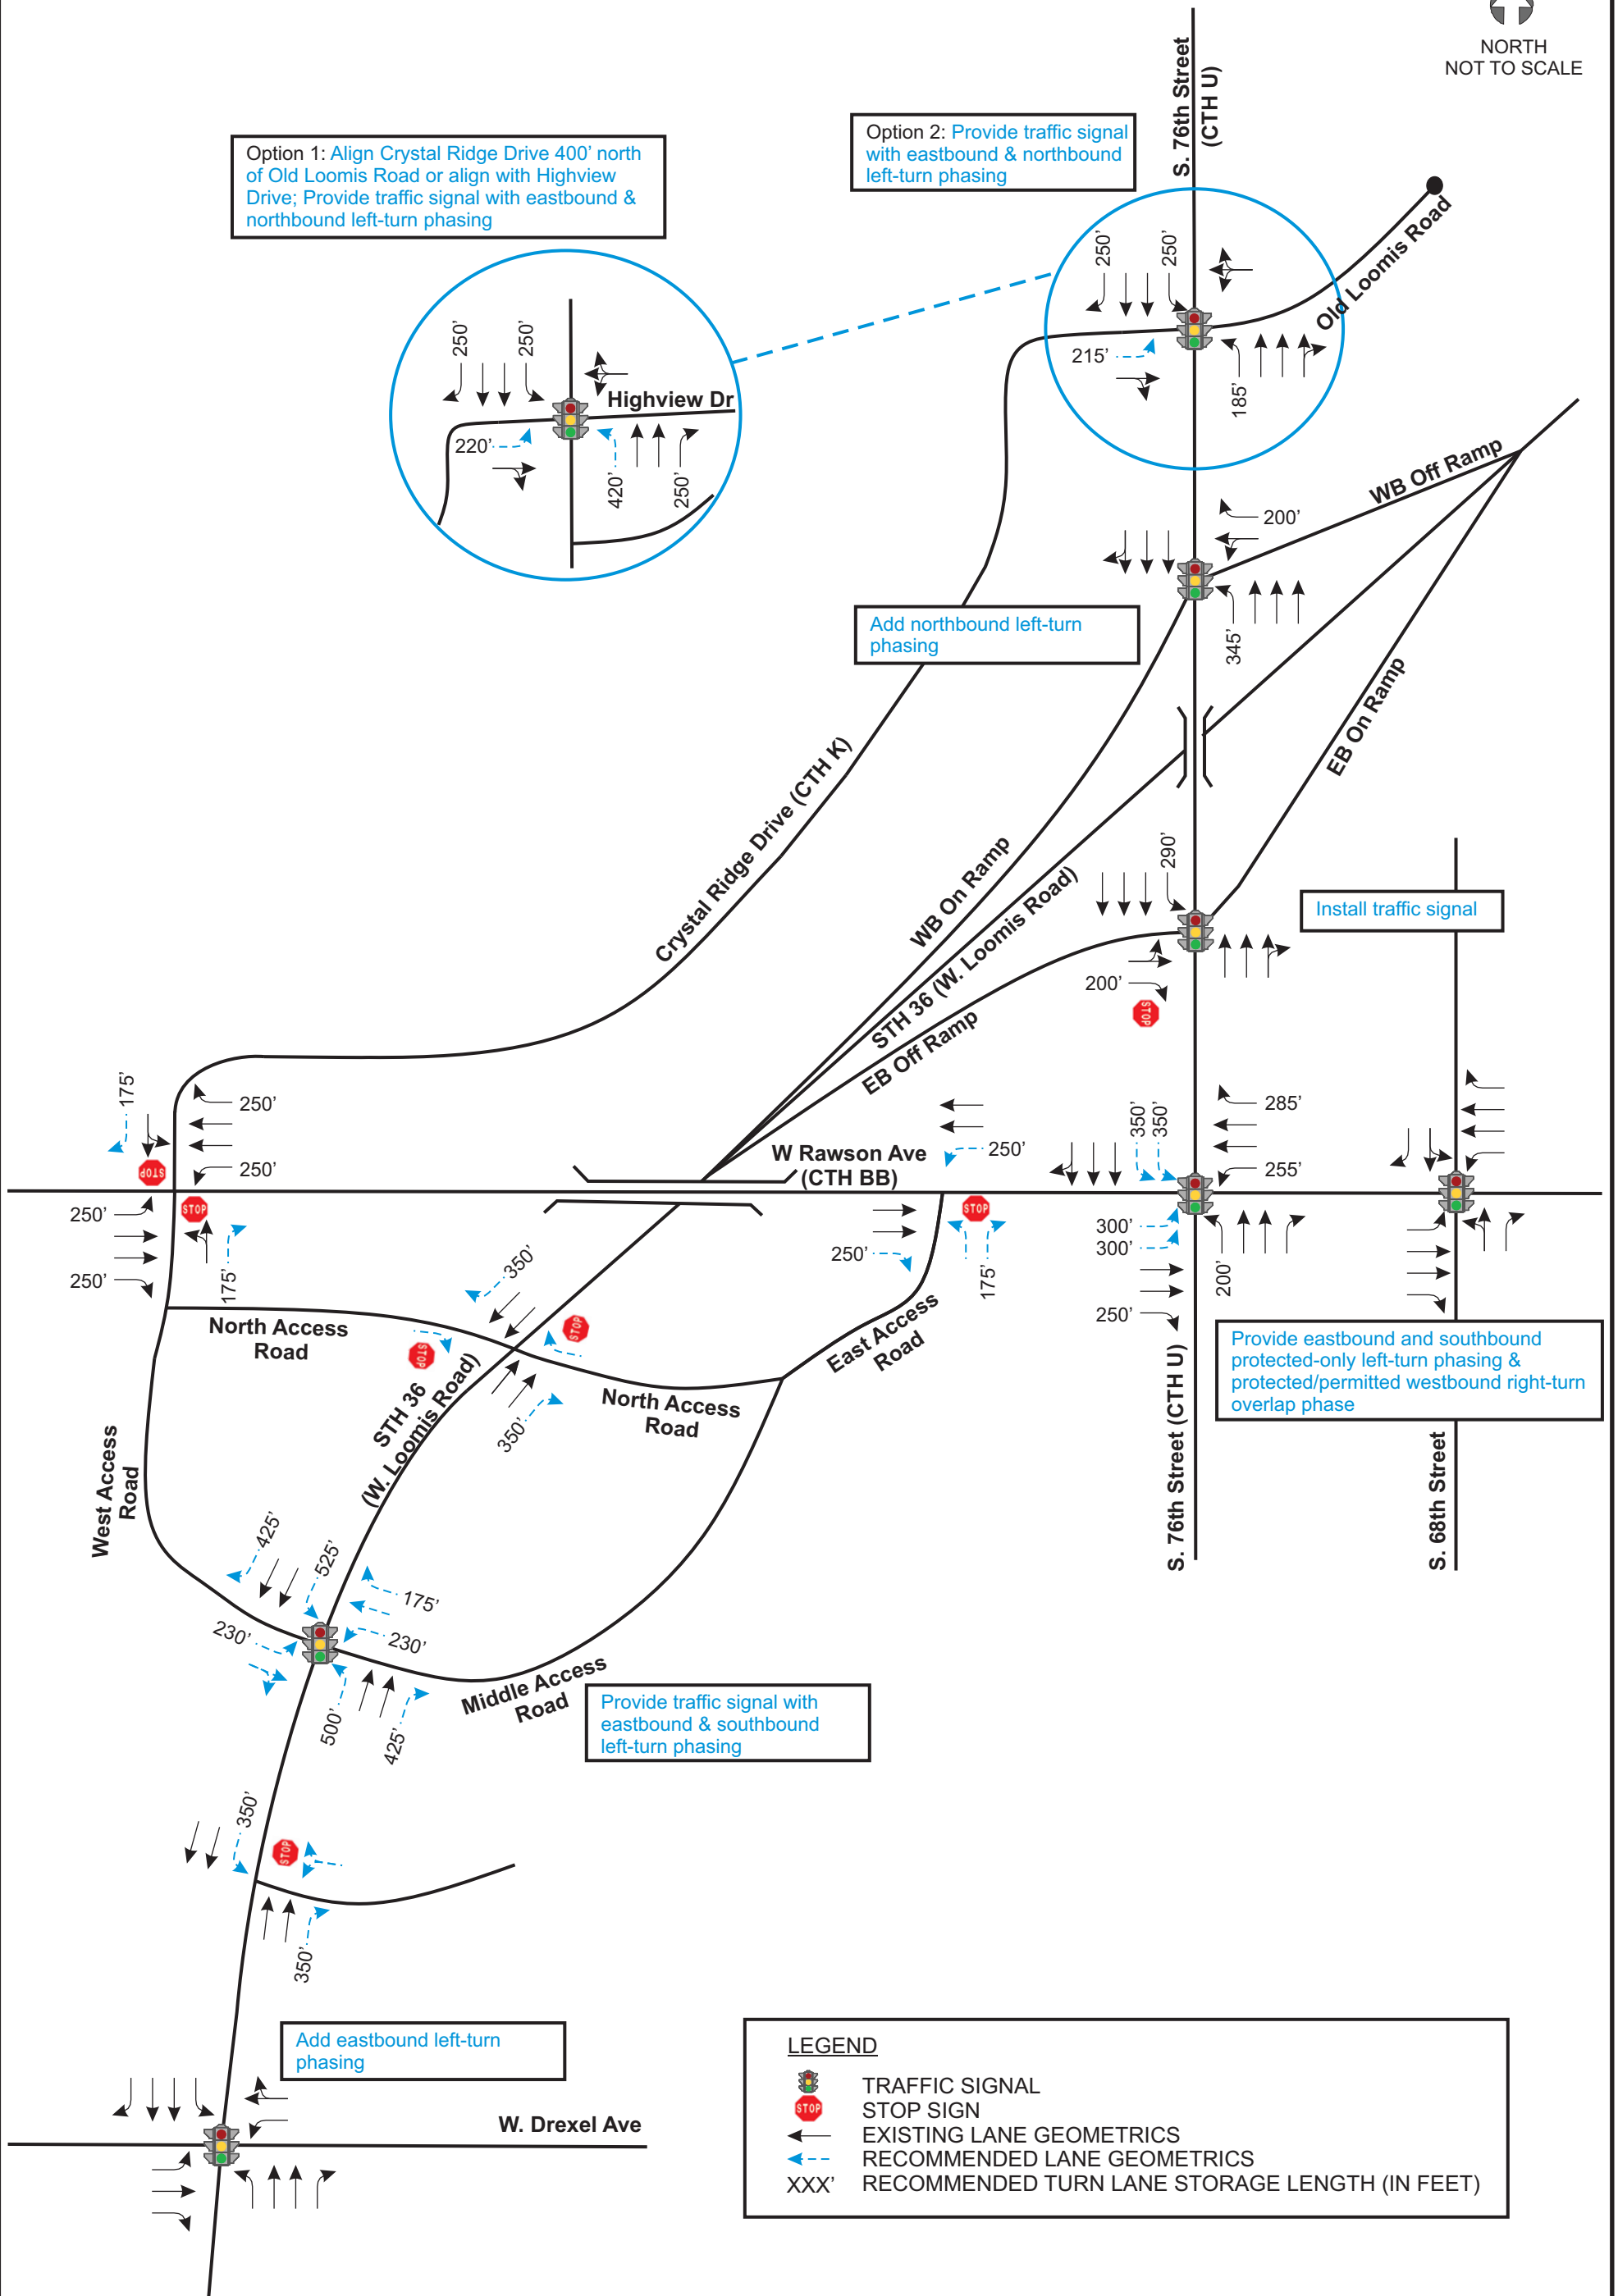 NORTH
NOT TO SCALE
S. 76th Street
(CTH U)
Option 1: Align Crystal Ridge Drive 400' north
of Old Loomis Road or align with Highview
Drive; Provide traffic signal with eastbound &
northbound left-turn phasing
Option 2: Provide traffic signal
with eastbound & northbound
left-turn phasing
Old Loomis Road
250'
250'
215'
185'
250'
250'
Highview Dr
220'
420'
250'
WB Off Ramp
200'
345'
Add northbound left-turn
phasing
EB On Ramp
Crystal Ridge Drive (CTH K)
WB On Ramp
STH 36 (W. Loomis Road)
EB Off Ramp
290'
200'
STOP
Install traffic signal
175'
250'
250'
STOP
STOP
250'
250'
175'
W Rawson Ave
(CTH BB)
250'
STOP
250'
175'
350'
350'
285'
255'
300'
300'
250'
200'
North Access
Road
350'
STOP
STOP
350'
North Access
Road
East Access
Road
STH 36
(W. Loomis Road)
West Access
Road
Provide eastbound and southbound
protected-only left-turn phasing &
protected/permitted westbound right-turn
overlap phase
S. 76th Street (CTH U)
S. 68th Street
425'
525'
175'
230'
230'
500'
425'
Middle Access
Road
Provide traffic signal with
eastbound & southbound
left-turn phasing
350'
STOP
350'
Add eastbound left-turn
phasing
W. Drexel Ave
LEGEND
TRAFFIC SIGNAL
STOP
STOP SIGN
EXISTING LANE GEOMETRICS
RECOMMENDED LANE GEOMETRICS
XXX' RECOMMENDED TURN LANE STORAGE LENGTH (IN FEET)